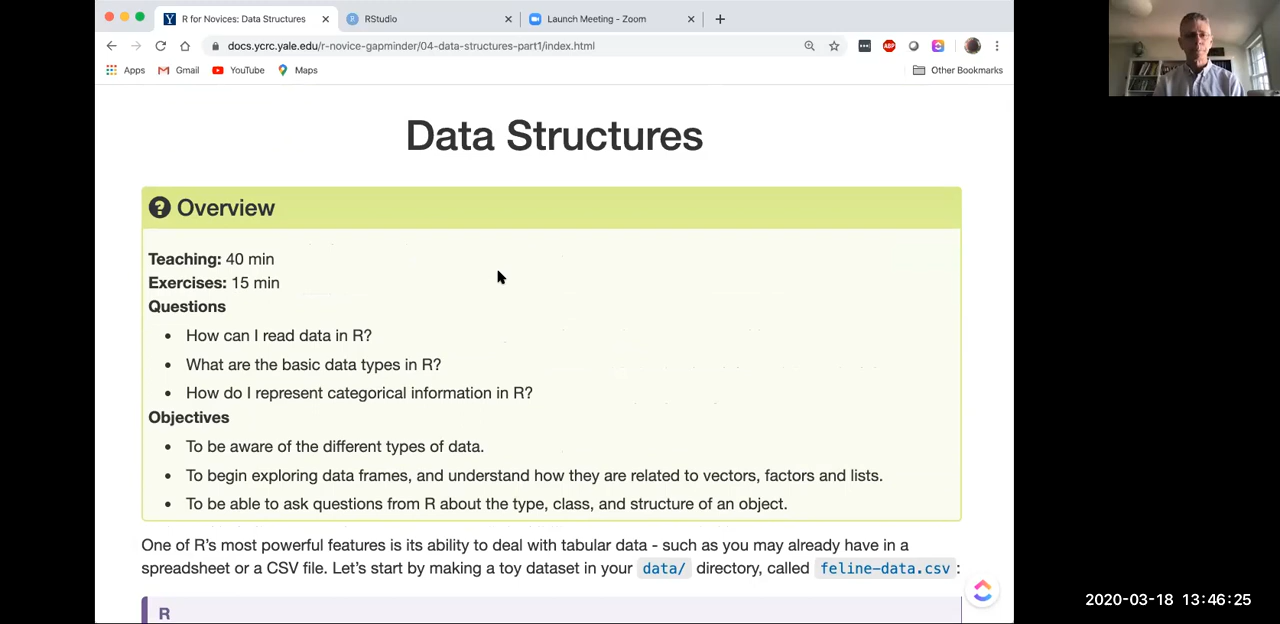 R for Novices: Data Structures
RStudio
Launch Meeting - Zoom
docs.ycrc.yale.edu/r-novice-gapminder/04-data-structures-part1/index.html
ABP
Apps
Gmail
YouTube
Maps
Other Bookmarks
Data Structures
Overview
Teaching: 40 min
Exercises: 15 min
Questions
• How can I read data in R?
• What are the basic data types in R?
• How do I represent categorical information in R?
Objectives
• To be aware of the different types of data.
• To begin exploring data frames, and understand how they are related to vectors, factors and lists.
• To be able to ask questions from R about the type, class, and structure of an object.
One of R's most powerful features is its ability to deal with tabular data - such as you may already have in a
spreadsheet or a CSV file. Let's start by making a toy dataset in your data/ directory, called feline-data.csv :
R
2020-03-18 13:46:25